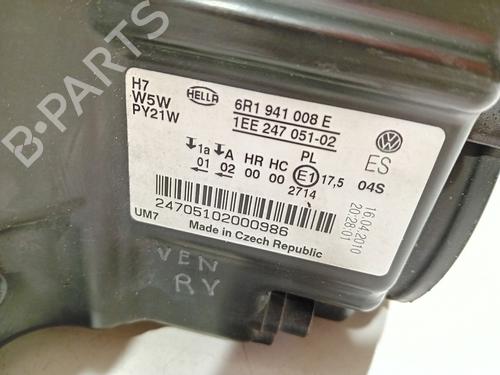 H7
W5W
PY21W
HELLA
6R1 941 008 E
1EE 247 051-02
1a A HR HC PL
01 02 00 00 E1 17,5
2714
ES
04S
16.04.2010
20:28:01
24705102000986
UM7
Made in Czech Republic
VEN
RY
B-PARTS